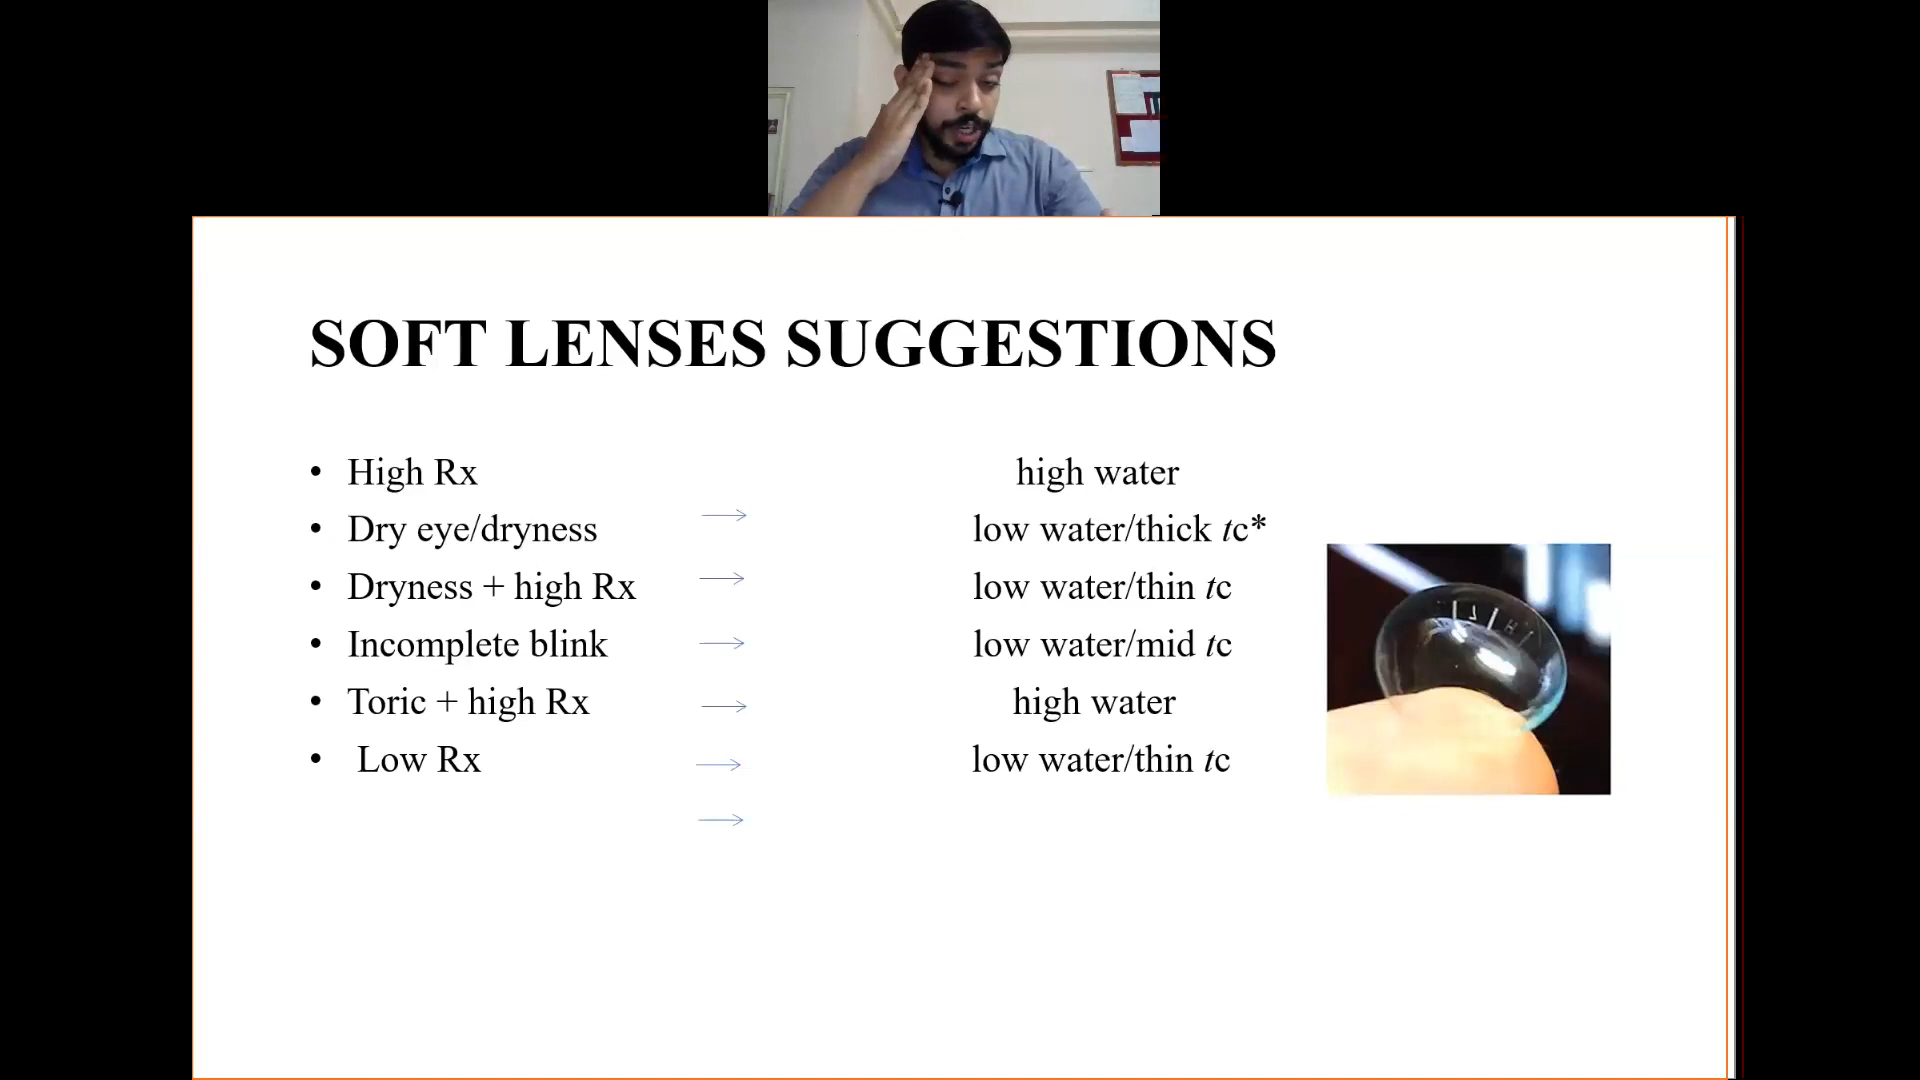 SOFT LENSES SUGGESTIONS
• High Rx → high water
• Dry eye/dryness → low water/thick tc*
• Dryness + high Rx → low water/thin tc
• Incomplete blink → low water/mid tc
• Toric + high Rx → high water
• Low Rx → low water/thin tc